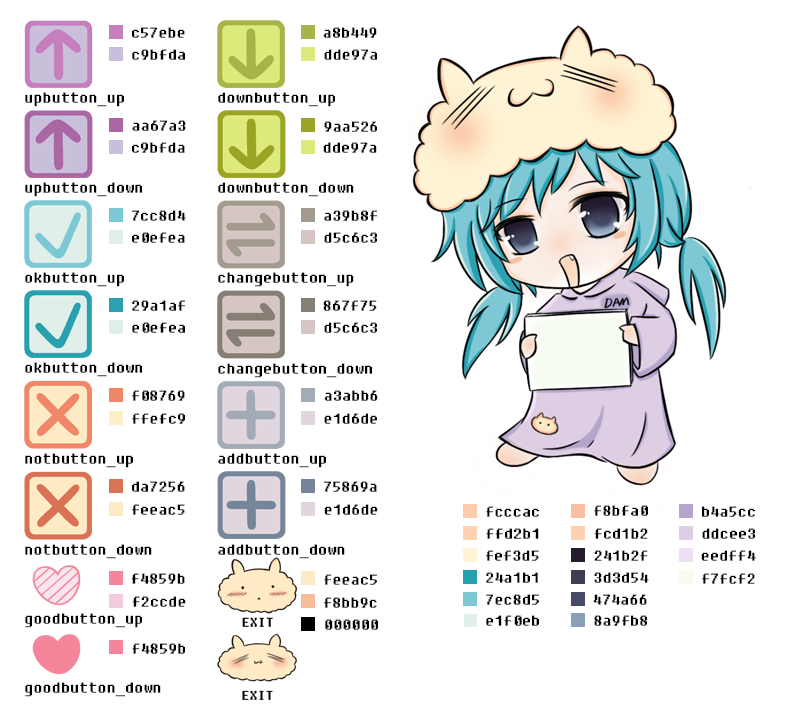 c57ebe
c9bfda
upbutton_up
aa67a3
c9bfda
upbutton_down
7cc8d4
e0efea
okbutton_up
29a1af
e0efea
okbutton_down
f08769
ffefc9
notbutton_up
da7256
feeac5
notbutton_down
f4859b
f2ccde
goodbutton_up
f4859b
goodbutton_down
a8b449
dde97a
downbutton_up
9aa526
dde97a
downbutton_down
a39b8f
d5c6c3
changebutton_up
867f75
d5c6c3
changebutton_down
a3abb6
e1d6de
addbutton_up
75869a
e1d6de
addbutton_down
feeac5
f8bb9c
000000
EXIT
EXIT
DAM
fcccac
ffd2b1
fef3d5
24a1b1
7ec8d5
e1f0eb
f8bfa0
fcd1b2
241b2f
3d3d54
474a66
8a9fb8
b4a5cc
ddcee3
eedff4
f7fcf2